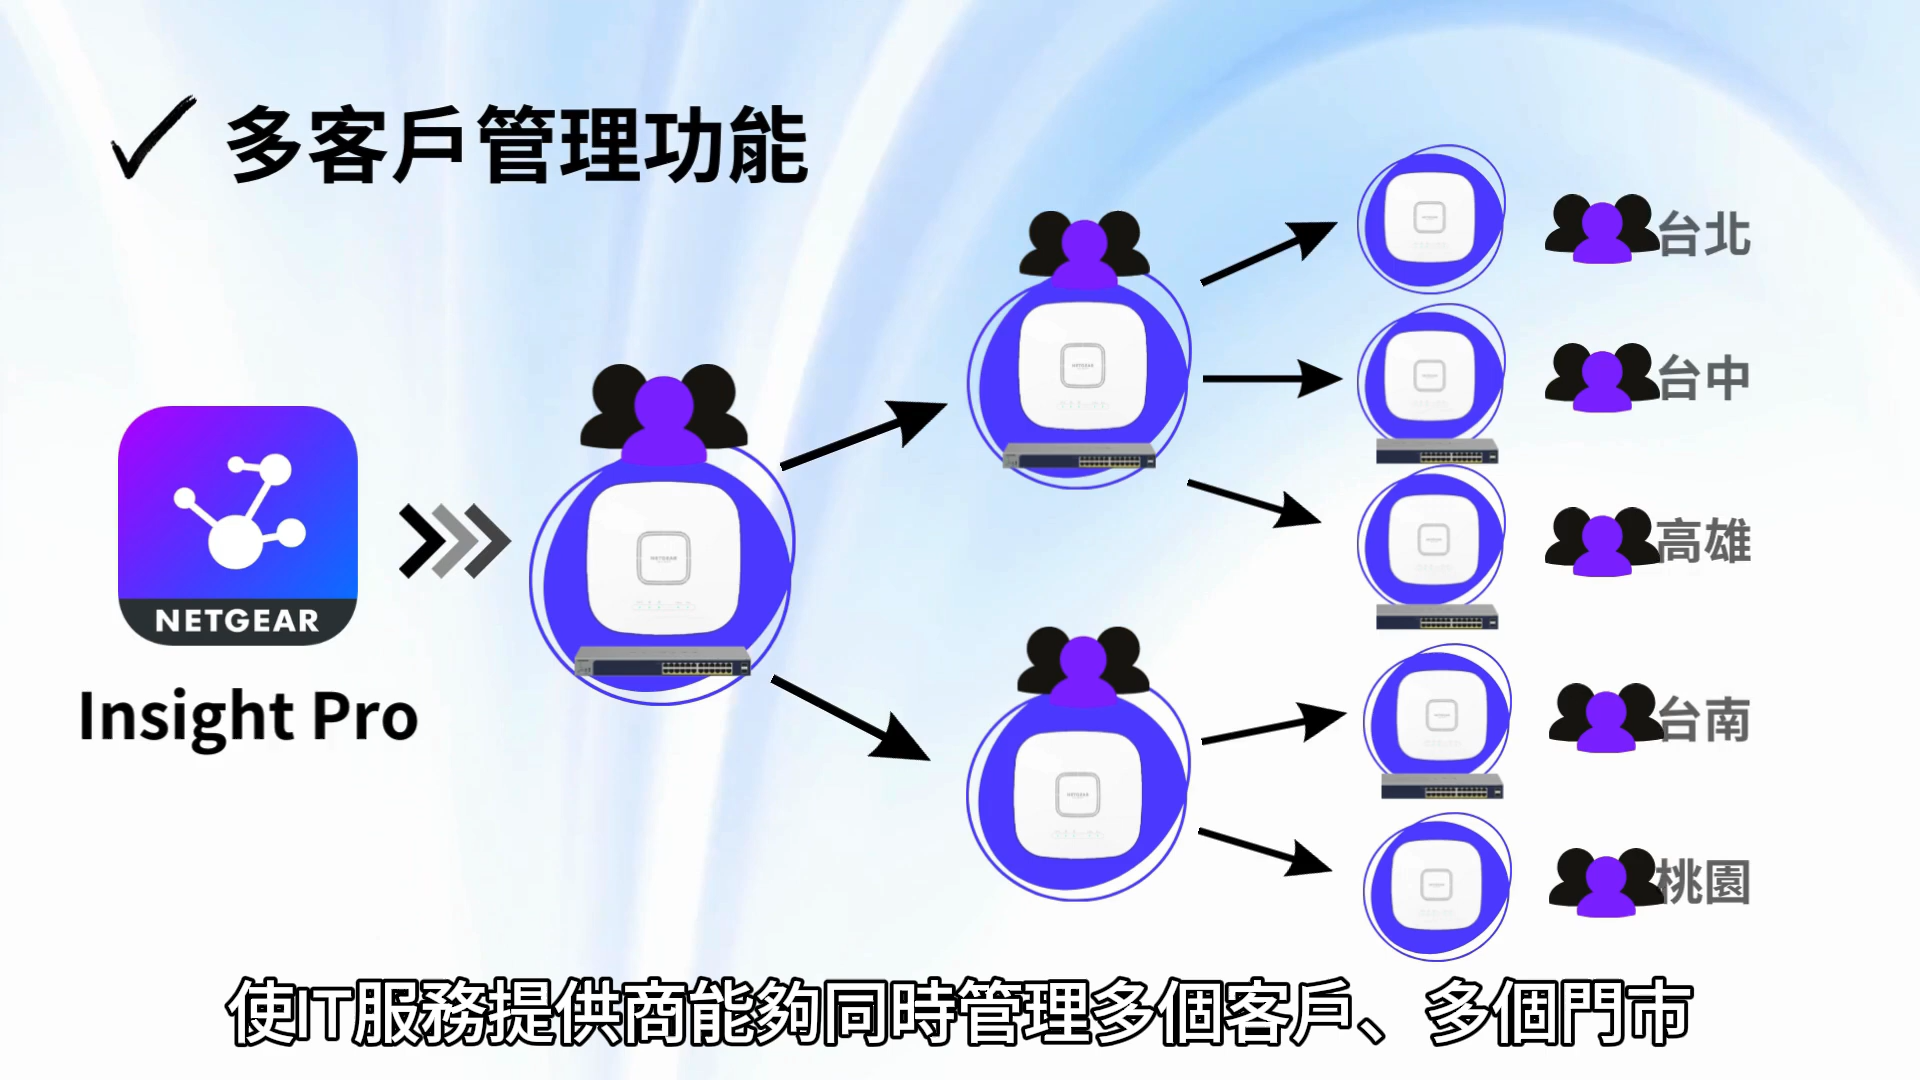 多客戶管理功能
台北
台中
NETGEAR
高雄
NETGEAR
Insight Pro
台南
桃園
使IT服務提供商能夠同時管理多個客戶、多個門市